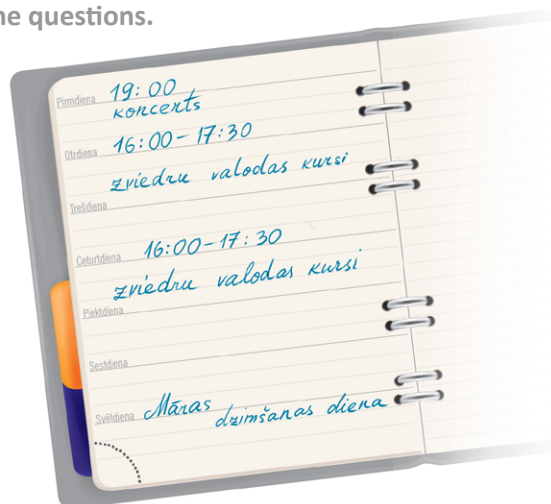 ne questions.
Pirmdiena 19:00
koncerts
Otrdiena 16:00-17:30
zviedru valodas kursi
Trešdiena
Ceturtdiena 16:00-17:30
zviedru valodas kursi
Piektdiena
Sestdiena
Svētdiena Māras dzimšanas diena